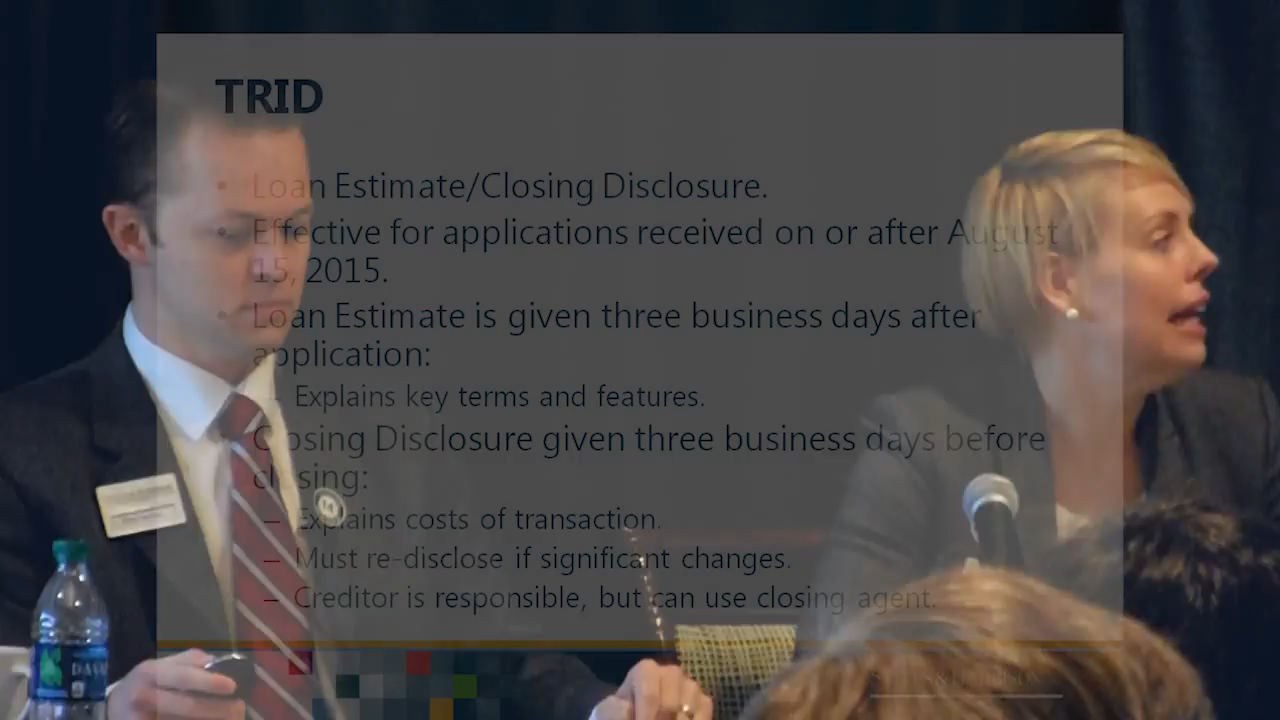 TRID
• Loan Estimate/Closing Disclosure.
• Effective for applications received on or after August
15, 2015.
• Loan Estimate is given three business days after
application:
– Explains key terms and features.
Closing Disclosure given three business days before
closing:
– Explains costs of transaction.
– Must re-disclose if significant changes.
– Creditor is responsible, but can use closing agent.
DASA